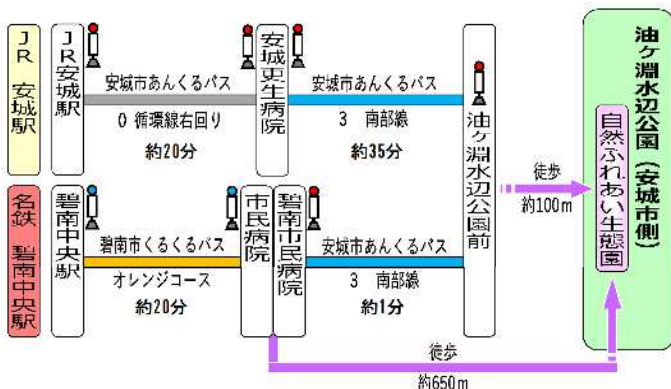 JR 安城駅
JR安城駅
安城市あんくるバス
0 循環線右回り
約20分
安城更生病院
安城市あんくるバス
3 南部線
約35分
油ヶ淵水辺公園前
徒歩
約100m
油ヶ淵水辺公園(安城市側)
自然ふれあい生態園
名鉄 碧南中央駅
碧南中央駅
碧南市くるくるバス
オレンジコース
約20分
市民病院
碧南市民病院
安城市あんくるバス
3 南部線
約1分
徒歩
約650m